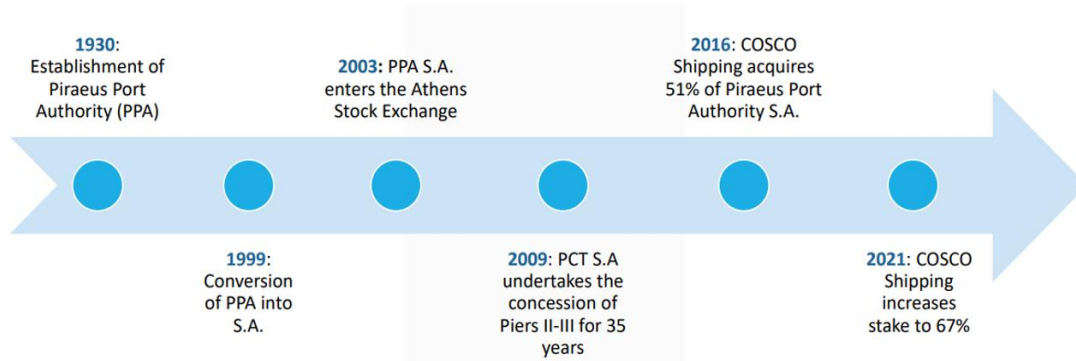 1930:
Establishment of
Piraeus Port
Authority (PPA)
1999:
Conversion
of PPA into
S.A.
2003: PPA S.A.
enters the Athens
Stock Exchange
2009: PCT S.A
undertakes the
concession of
Piers II-III for 35
years
2016: COSCO
Shipping acquires
51% of Piraeus Port
Authority S.A.
2021: COSCO
Shipping
increases
stake to 67%